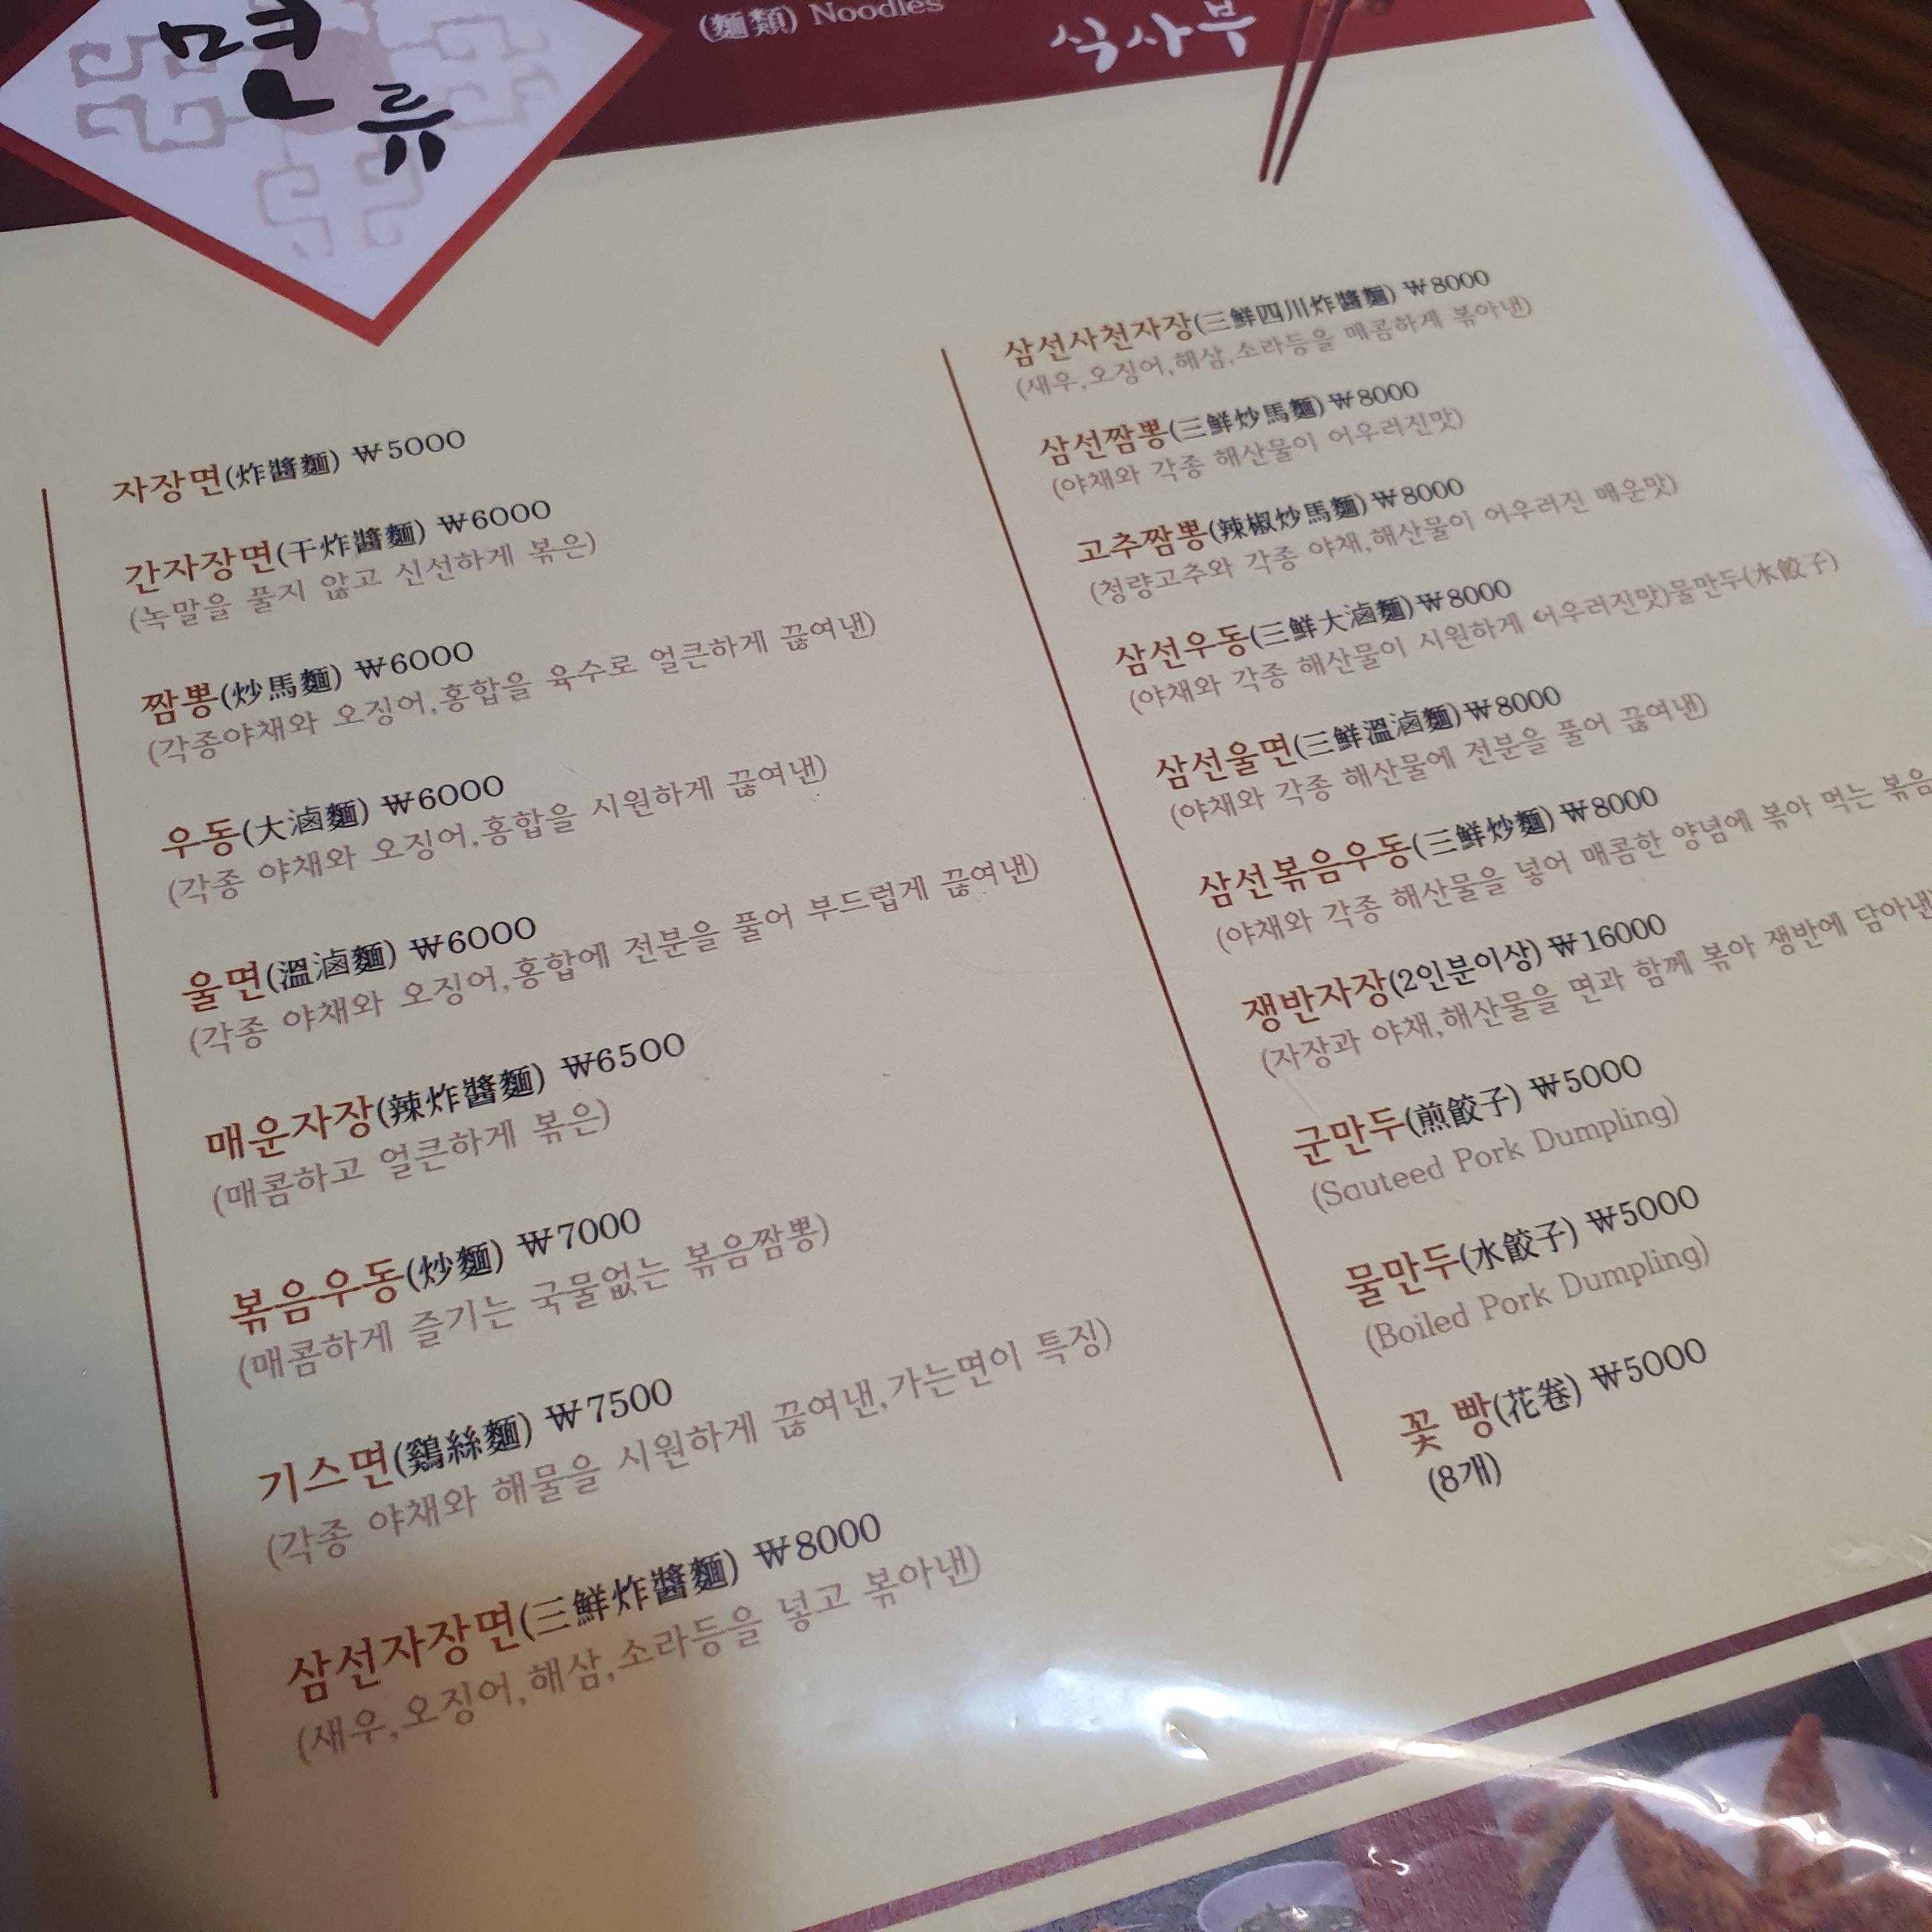 면류
(麵類) Noodles
식사부
자장면(炸醬麵) ₩5000
간자장면(干炸醬麵) ₩6000
(녹말을 풀지 않고 신선하게 볶은)
짬뽕(炒馬麵) ₩6000
(각종야채와 오징어,홍합을 육수로 얼큰하게 끊여낸)
우동(大滷麵) ₩6000
(각종 야채와 오징어,홍합을 시원하게 끊여낸)
울면(溫滷麵) ₩6000
(각종 야채와 오징어,홍합에 전분을 풀어 부드럽게 끊여낸)
매운자장(辣炸醬麵) ₩6500
(매콤하고 얼큰하게 볶은)
볶음우동(炒麵) ₩7000
(매콤하게 즐기는 국물없는 볶음짬뽕)
기스면(鷄絲麵) ₩7500
(각종 야채와 해물을 시원하게 끊여낸,가는면이 특징)
삼선자장면(三鮮炸醬麵) ₩8000
(새우,오징어,해삼,소라등을 넣고 볶아낸)
삼선사천자장(三鮮四川炸醬麵) ₩8000
(새우,오징어,해삼,소라등을 매콤하게 볶아낸)
삼선짬뽕(三鮮炒馬麵)₩8000
(야채와 각종 해산물이 어우러진맛)
고추짬뽕(辣椒炒馬麵)₩8000
(청량고추와 각종 야채,해산물이 어우러진 매운맛)
삼선우동(三鮮大滷麵)₩8000
(야채와 각종 해산물이 시원하게 어우러진맛)물만두(水餃子)
삼선울면(三鮮溫滷麵)₩8000
(야채와 각종 해산물에 전분을 풀어 끊여낸)
삼선볶음우동(三鮮炒麵)₩8000
(야채와 각종 해산물을 넣어 매콤한 양념에 볶아 먹는 볶음
쟁반자장(2인분이상) ₩16000
(자장과 야채,해산물을 면과 함께 볶아 쟁반에 담아낸
군만두(煎餃子) ₩5000
(Sauteed Pork Dumpling)
물만두(水餃子) ₩5000
(Boiled Pork Dumpling)
꽃 빵(花卷) ₩5000
(8개)